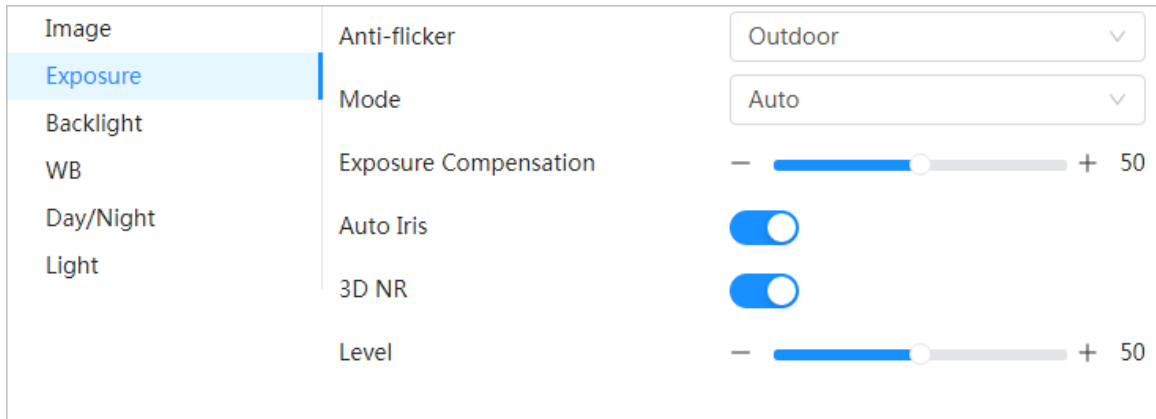 Image
Exposure
Backlight
WB
Day/Night
Light
Anti-flicker Outdoor
Mode Auto
Exposure Compensation − + 50
Auto Iris
3D NR
Level − + 50